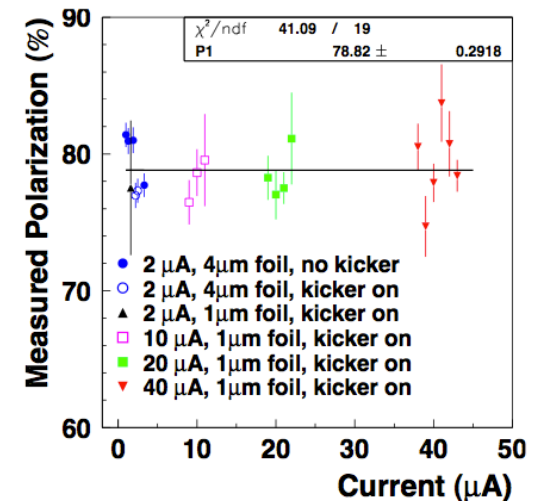 χ²/ndf 41.09 / 19
P1 78.82 ± 0.2918
Measured Polarization (%)
90
80
70
60
2 μA, 4μm foil, no kicker
2 μA, 4μm foil, kicker on
2 μA, 1μm foil, kicker on
10 μA, 1μm foil, kicker on
20 μA, 1μm foil, kicker on
40 μA, 1μm foil, kicker on
0 10 20 30 40 50
Current (μA)